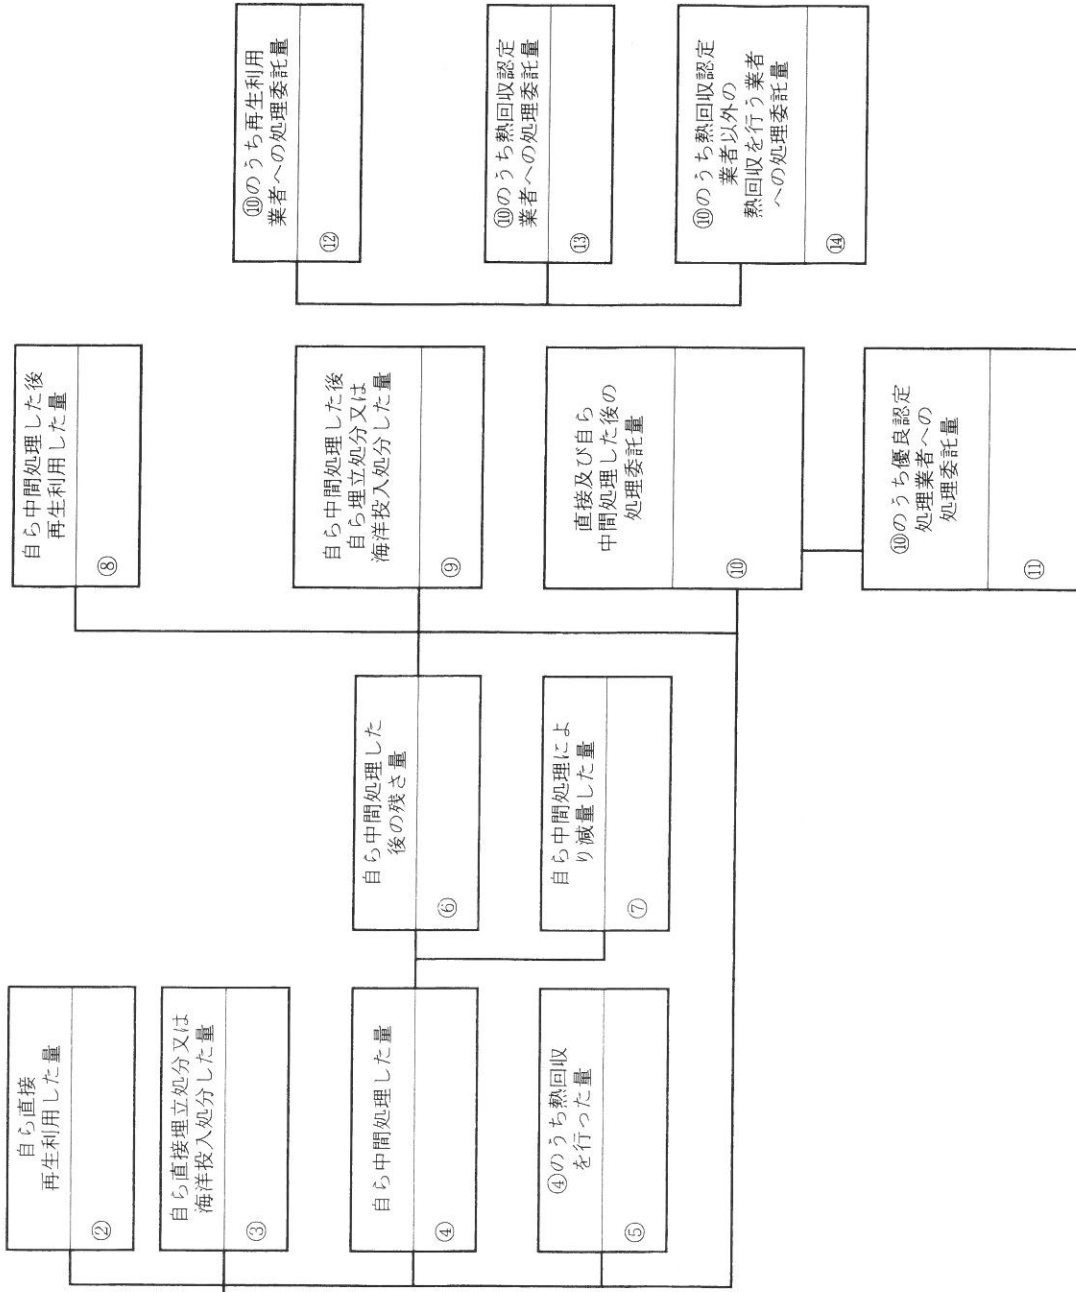 自ら直接
再生利用した量
②
自ら直接埋立処分又は
海洋投入処分した量
③
自ら中間処理した量
④
④のうち熱回収
を行った量
⑤
自ら中間処理した
後の残さ量
⑥
自ら中間処理によ
り減量した量
⑦
自ら中間処理した後
再生利用した量
⑧
自ら中間処理した後
自ら埋立処分又は
海洋投入処分した量
⑨
直接及び自ら
中間処理した後の
処理委託量
⑩
⑩のうち優良認定
処理業者への
処理委託量
⑪
⑩のうち再生利用
業者への処理委託量
⑫
⑩のうち熱回収認定
業者への処理委託量
⑬
⑩のうち熱回収認定
業者以外の
熱回収を行う業者
への処理委託量
⑭